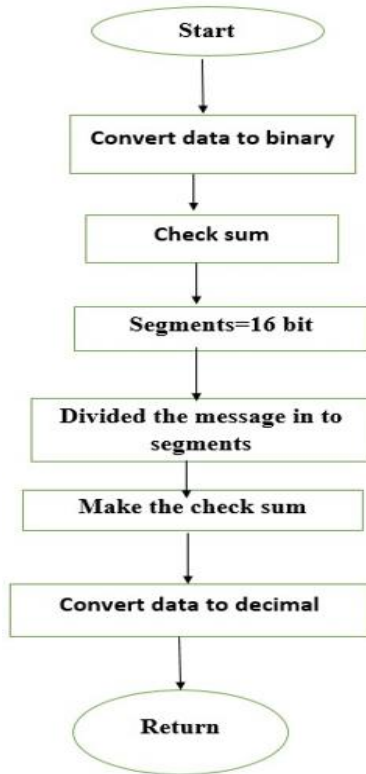 Start
Convert data to binary
Check sum
Segments=16 bit
Divided the message in to
segments
Make the check sum
Convert data to decimal
Return